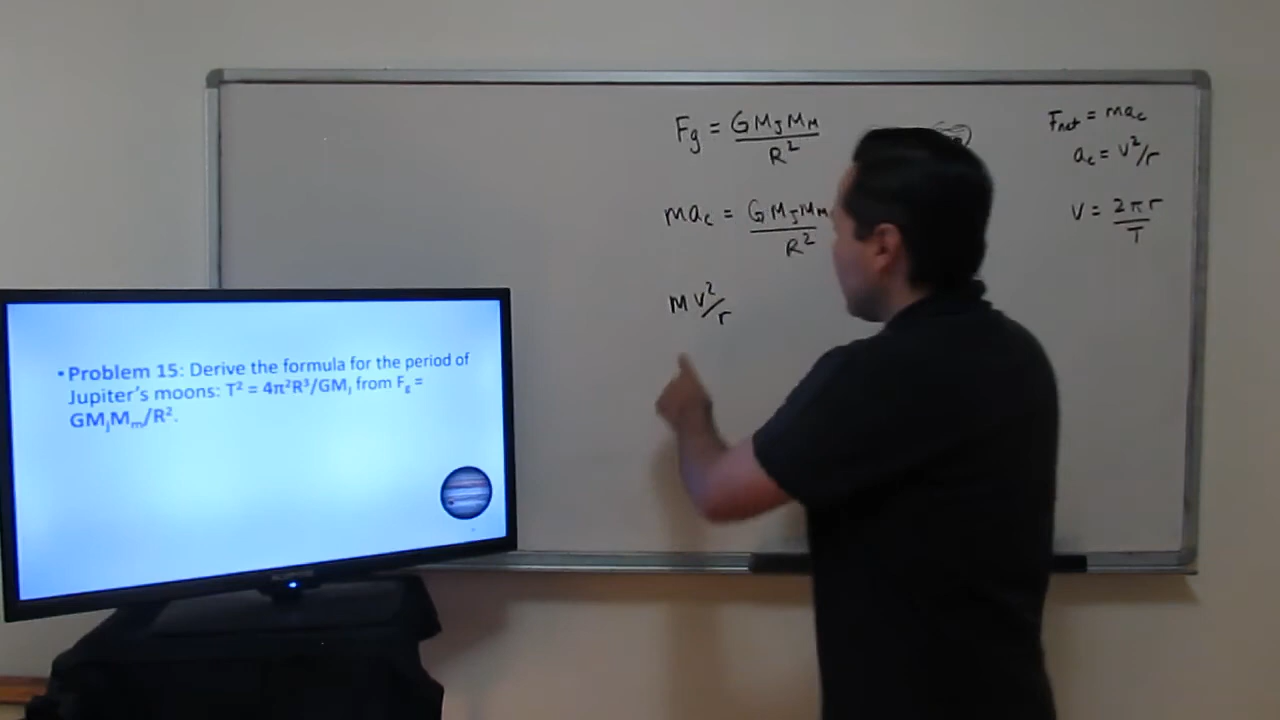 Fg = GMJMM/R²
mac = GMJMM/R²
Mv²/r
Fnet = mac
ac = v²/r
V = 2πr/T
• Problem 15: Derive the formula for the period of
Jupiter's moons: T² = 4π²R³/GMJ from Fg =
GMjMm/R².